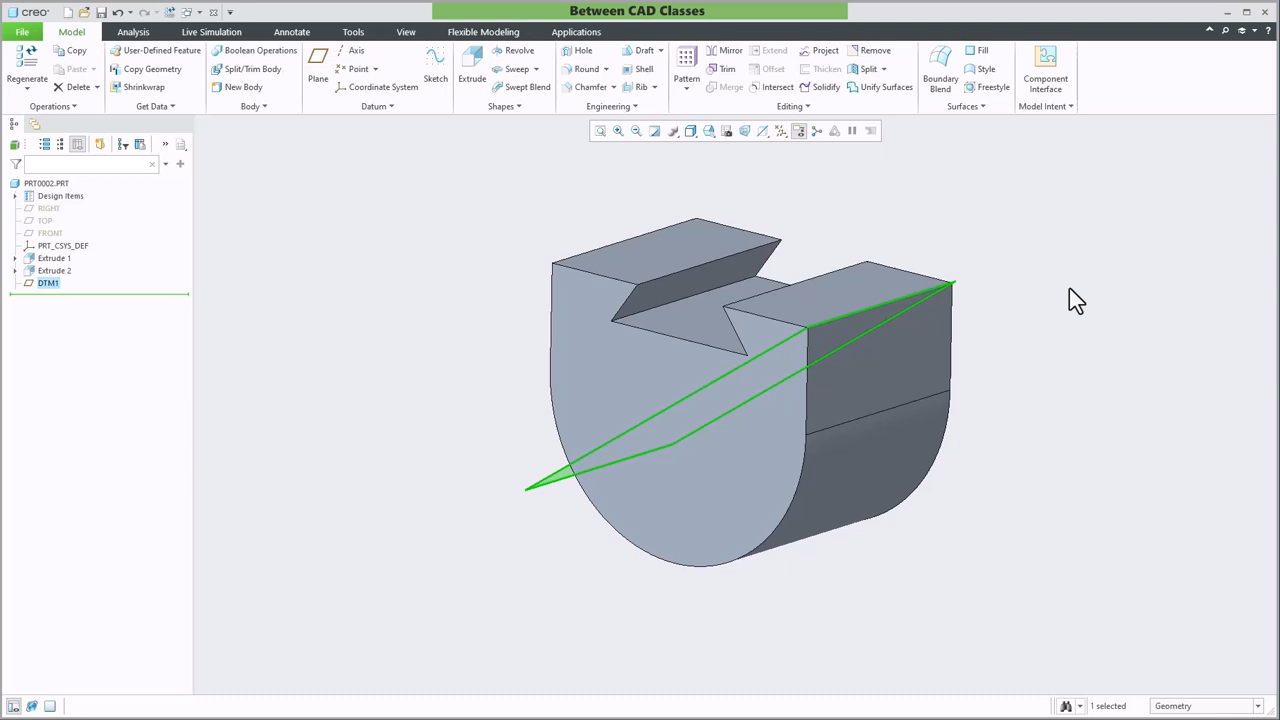 creo
Between CAD Classes
File Model Analysis Live Simulation Annotate Tools View Flexible Modeling Applications
Regenerate
Copy
Paste
Delete
Operations
User-Defined Feature
Copy Geometry
Shrinkwrap
Get Data
Boolean Operations
Split/Trim Body
New Body
Body
Plane
Axis
Point
Coordinate System
Sketch
Datum
Extrude
Revolve
Sweep
Swept Blend
Shapes
Hole
Round
Chamfer
Draft
Shell
Rib
Engineering
Pattern
Mirror
Trim
Merge
Extend
Offset
Intersect
Project
Thicken
Solidify
Remove
Split
Unify Surfaces
Editing
Boundary
Blend
Fill
Style
Freestyle
Surfaces
Component
Interface
Model Intent
PRT0002.PRT
Design Items
RIGHT
TOP
FRONT
PRT_CSYS_DEF
Extrude 1
Extrude 2
DTM1
1 selected
Geometry